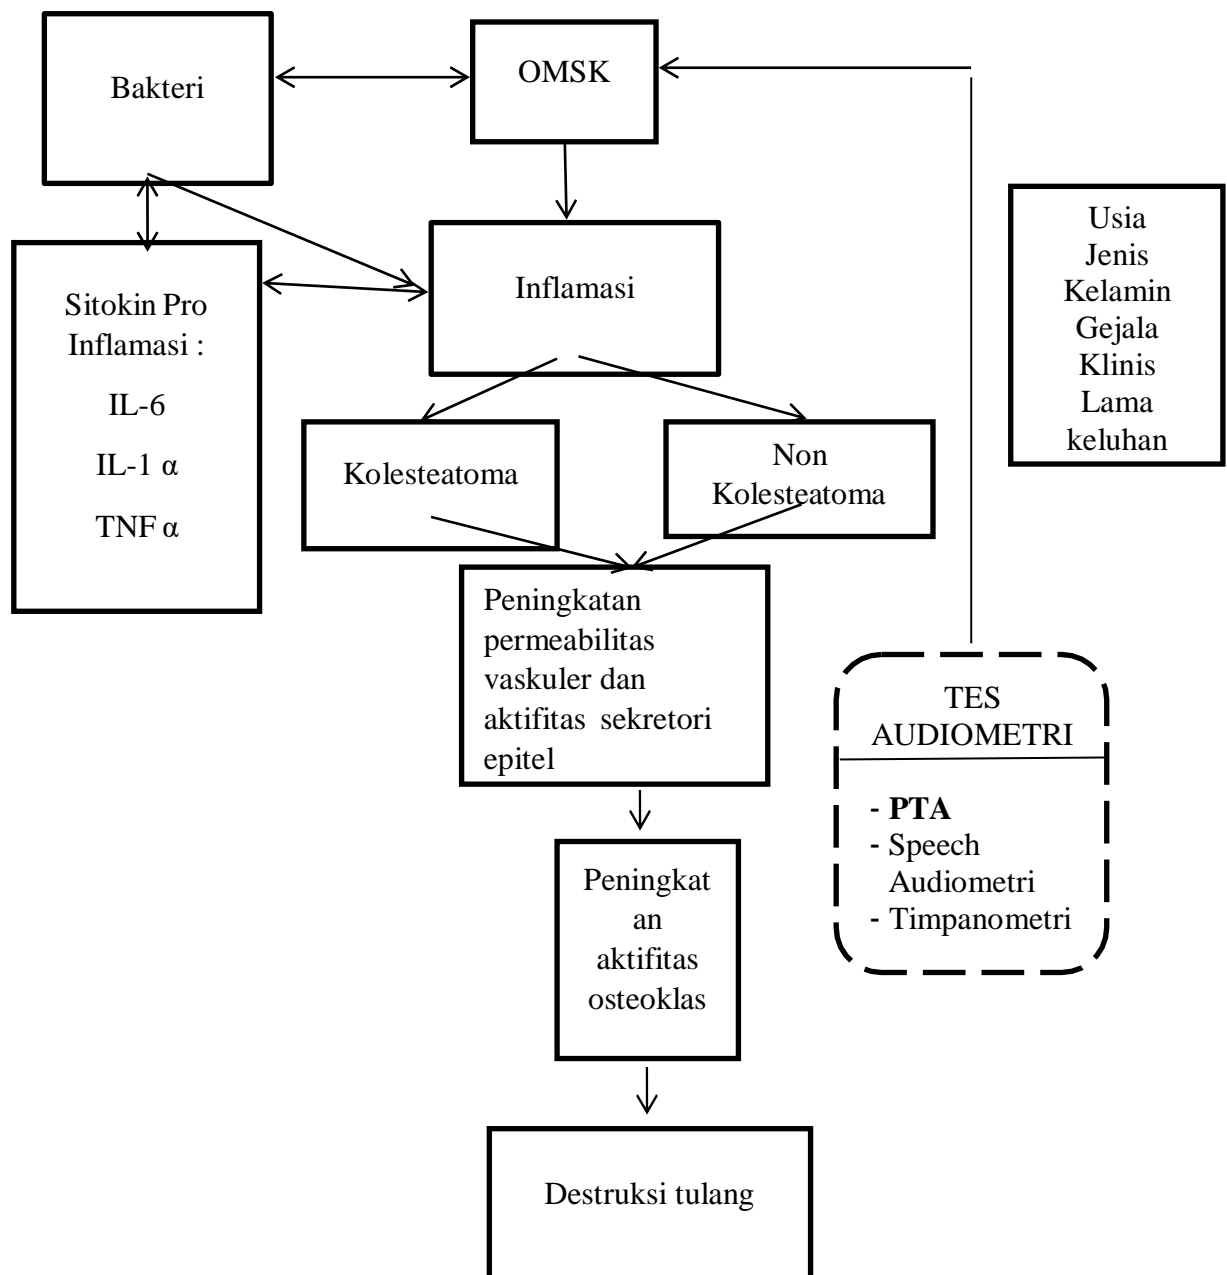 Bakteri
OMSK
Usia
Jenis
Kelamin
Gejala
Klinis
Lama
keluhan
Sitokin Pro
Inflamasi :
IL-6
IL-1 α
TNF α
Inflamasi
Kolesteatoma
Non
Kolesteatoma
Peningkatan
permeabilitas
vaskuler dan
aktifitas sekretori
epitel
TES
AUDIOMETRI
- PTA
- Speech
Audiometri
- Timpanometri
Peningkat
an
aktifitas
osteoklas
Destruksi tulang